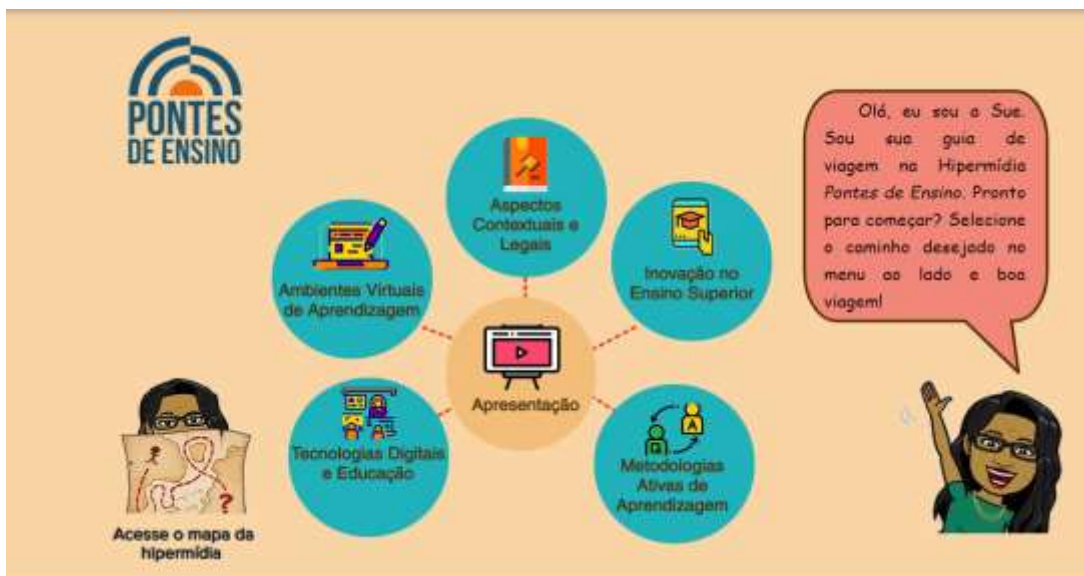 PONTES
DE ENSINO
Aspectos
Contextuais e
Legais
Inovação no
Ensino Superior
Ambientes Virtuais
de Aprendizagem
Apresentação
Tecnologias Digitais
e Educação
Metodologias
Ativas de
Aprendizagem
Olá, eu sou a Sue.
Sou sua guia de
viagem na Hipermídia
Pontes de Ensino. Pronto
para começar? Selecione
o caminho desejado no
menu ao lado e boa
viagem!
Acesse o mapa da
hipermídia
?
A